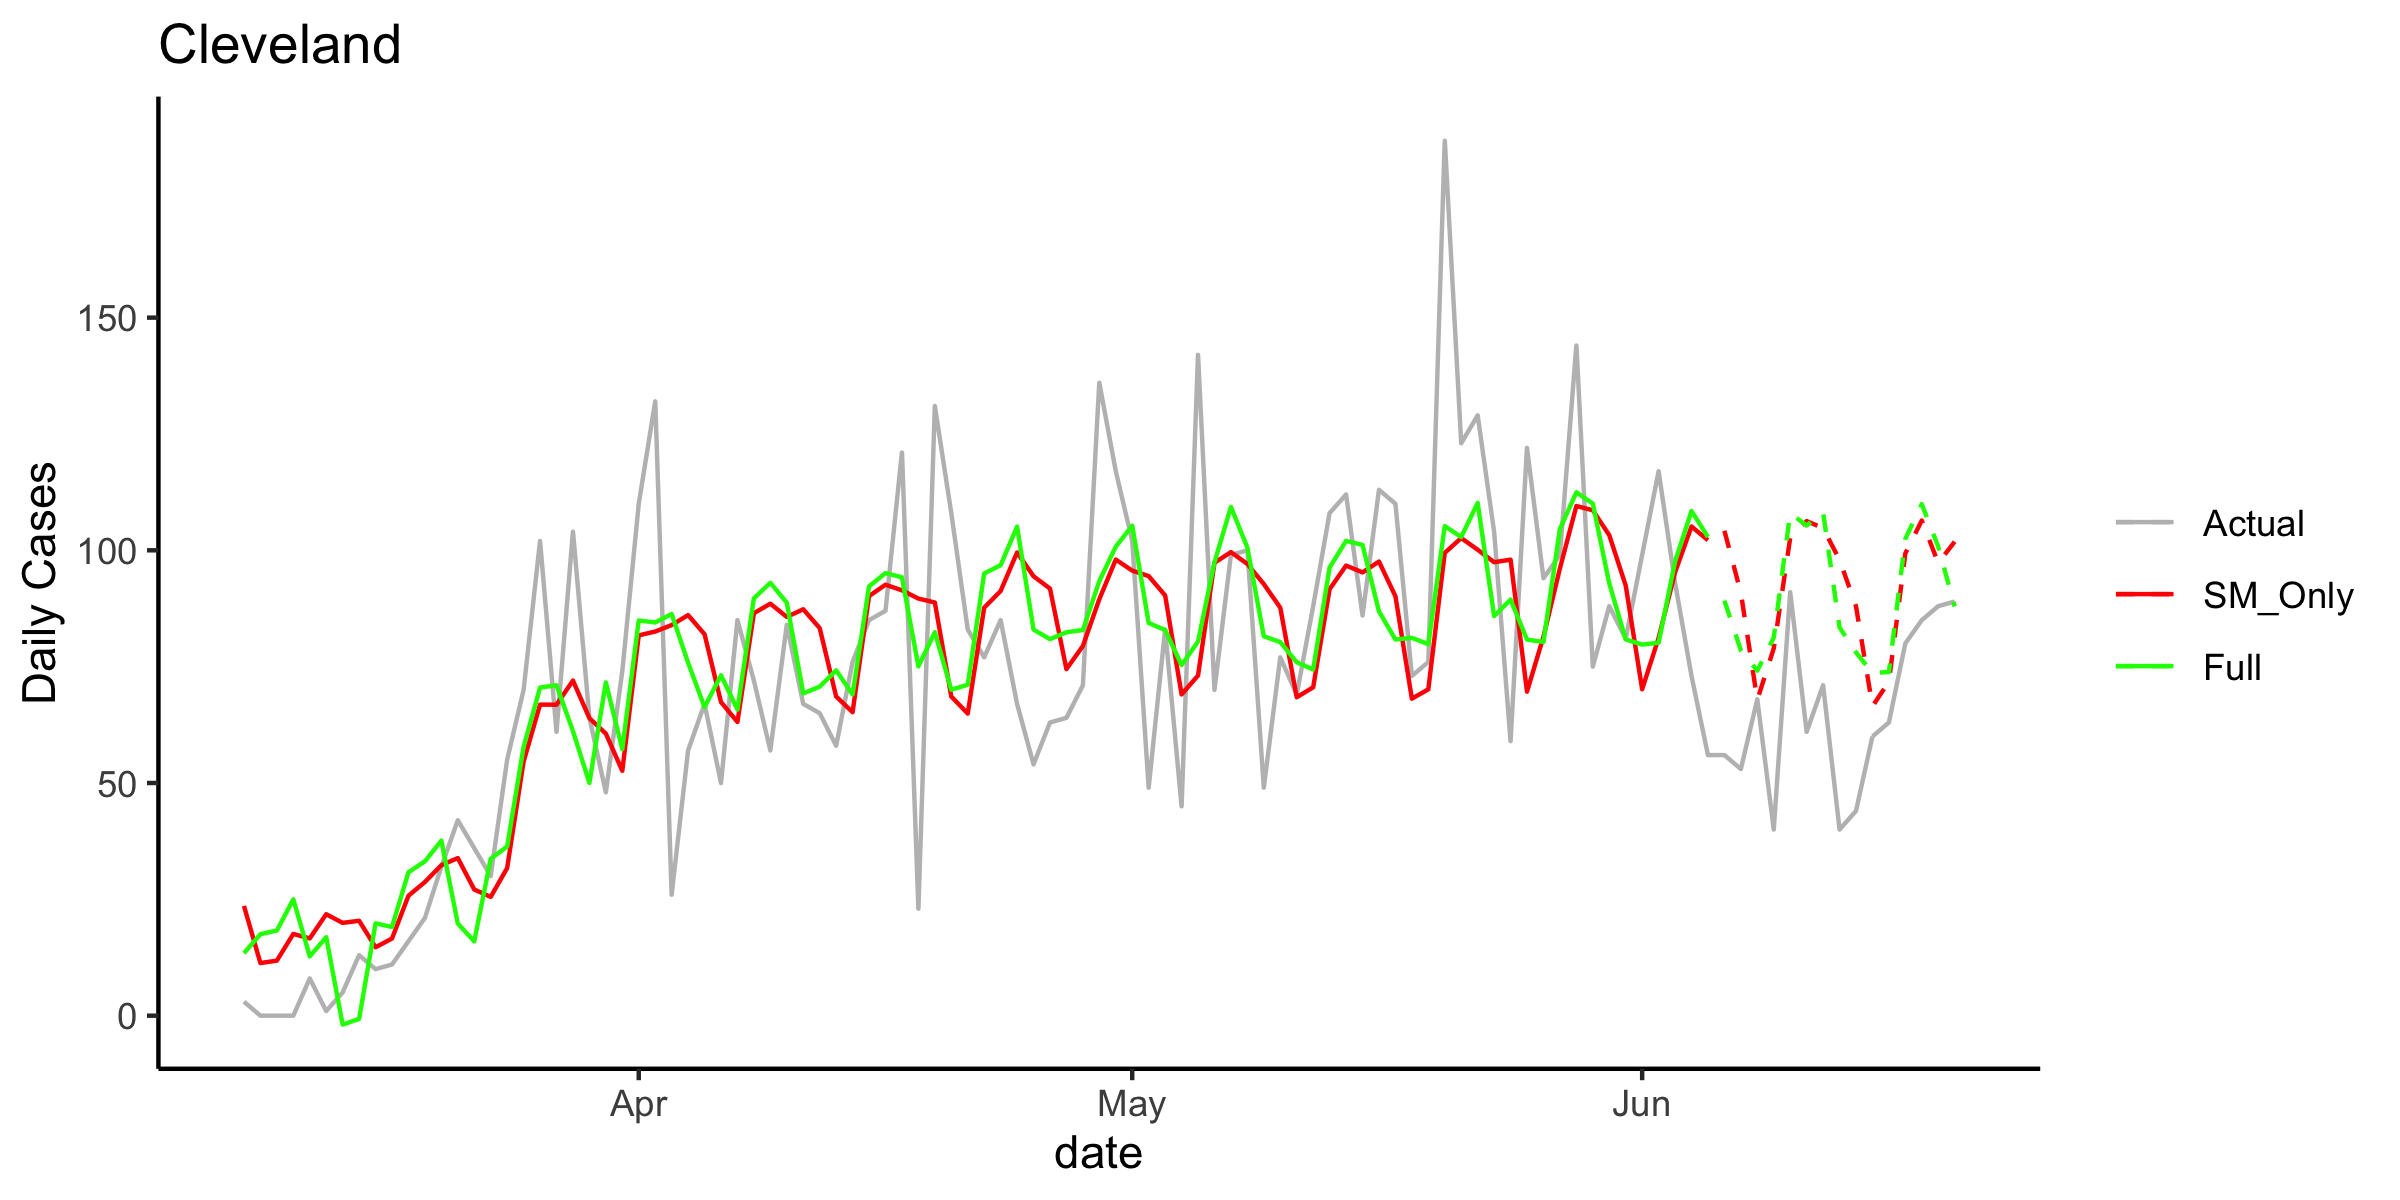 Cleveland
Daily Cases
150
100
50
0
Apr
May
Jun
date
Actual
SM_Only
Full